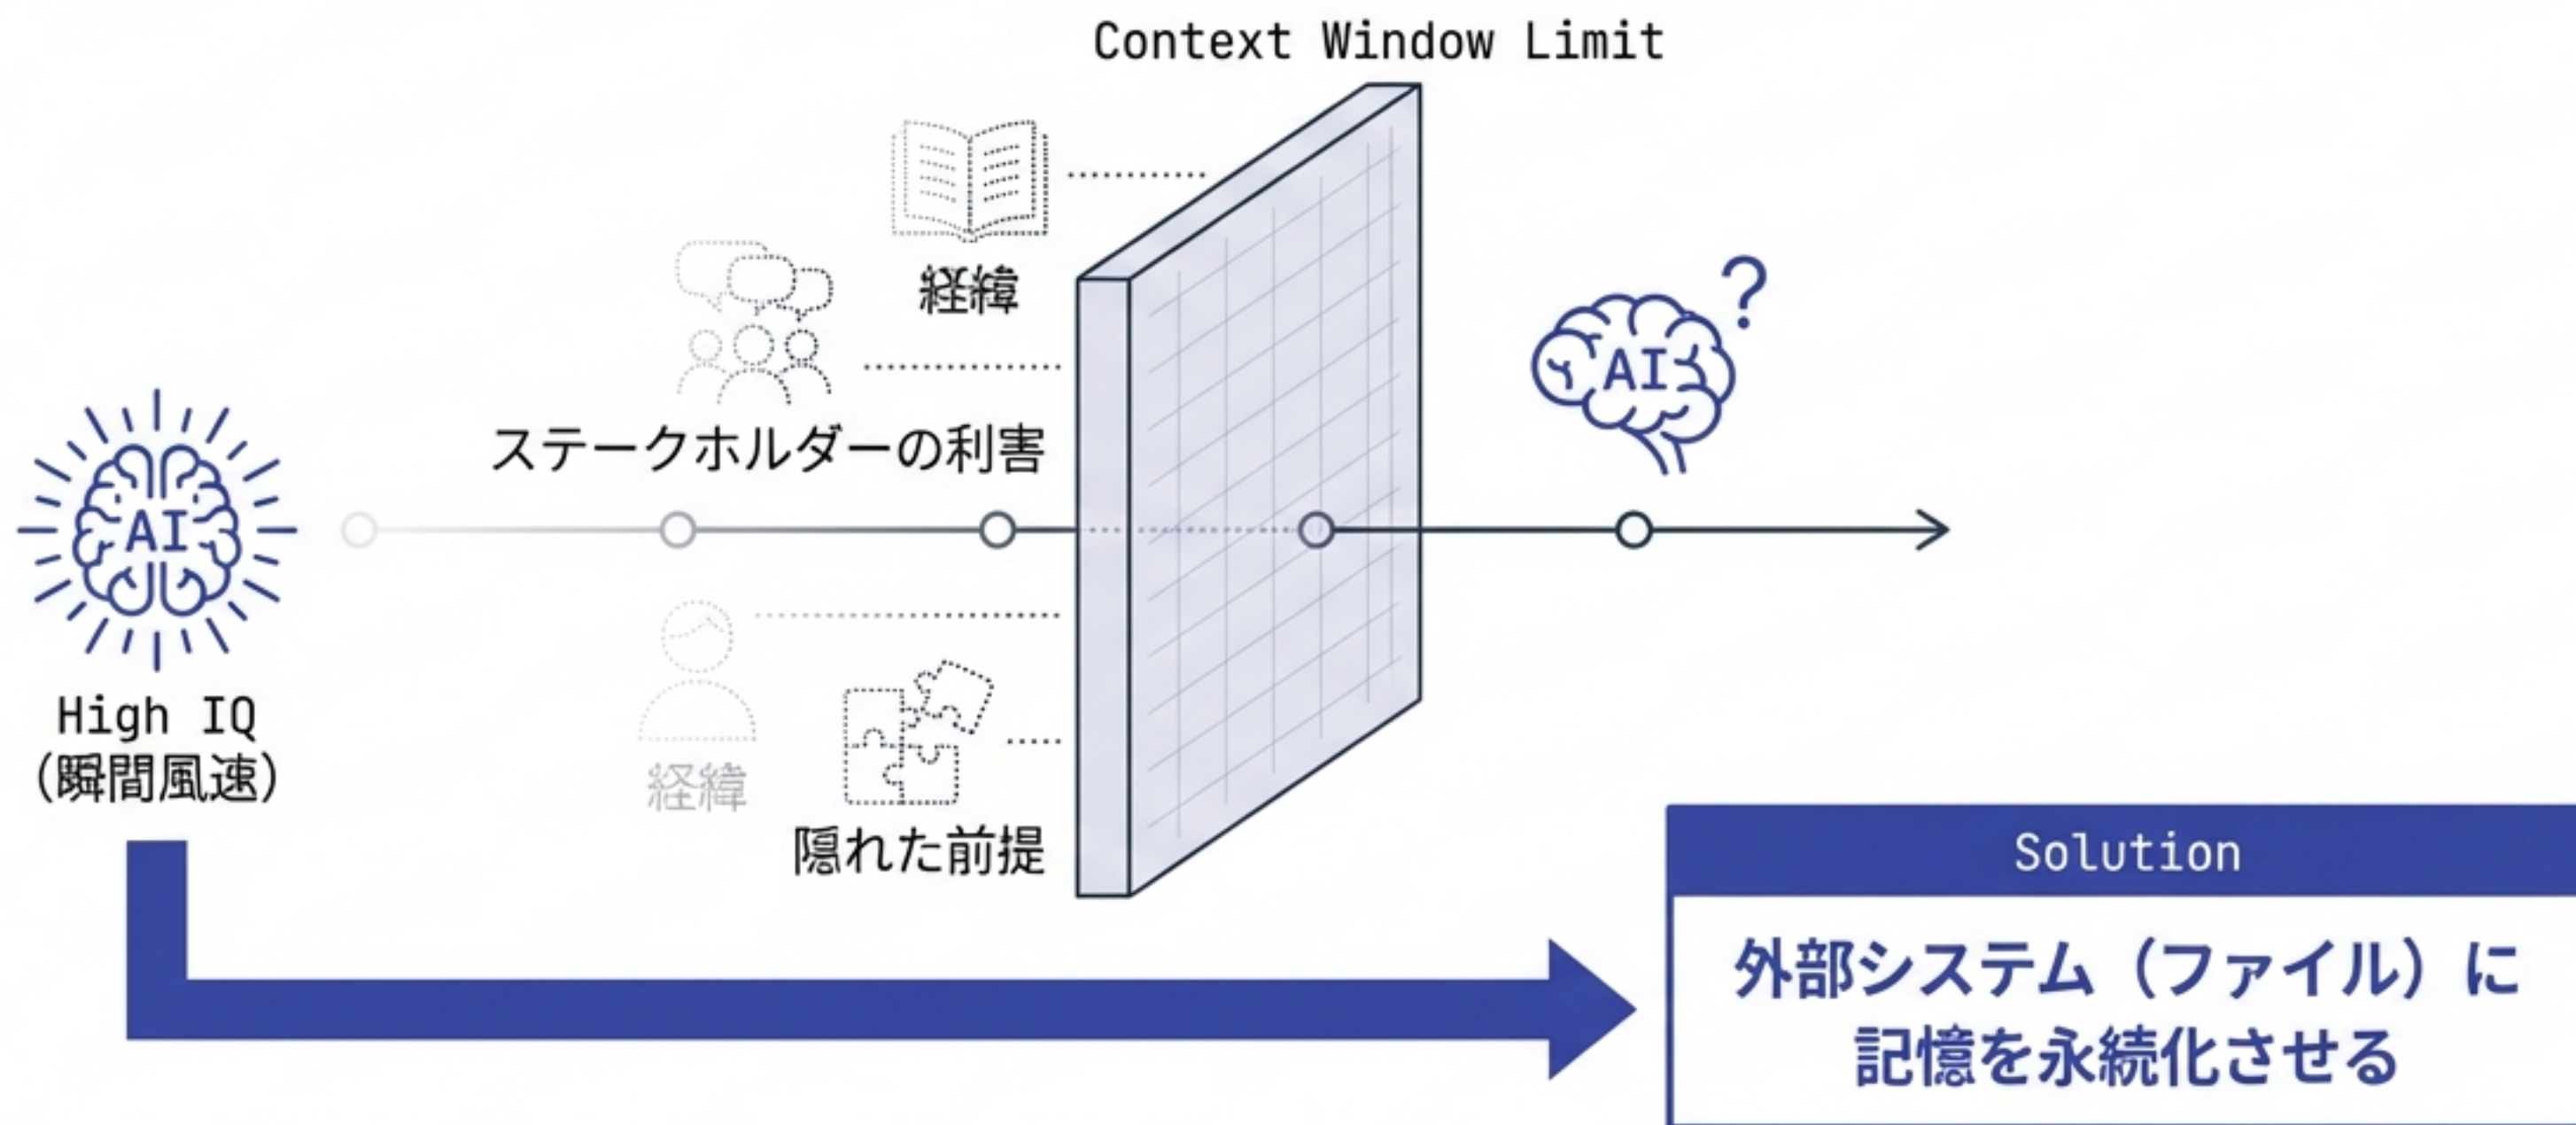 Context Window Limit
経緯
ステークホルダーの利害
AI
AI
?
High IQ
(瞬間風速)
経緯
隠れた前提
Solution
外部システム（ファイル）に
記憶を永続化させる